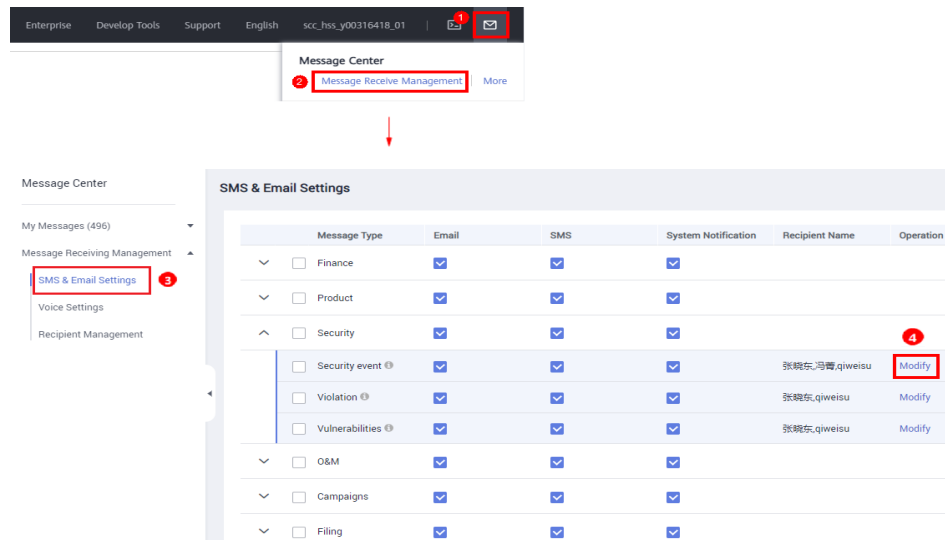 Enterprise Develop Tools Support English scc_hss_y00316418_01 1
Message Center
2 Message Receive Management More
Message Center
SMS & Email Settings
My Messages (496)
Message Type Email SMS System Notification Recipient Name Operation
Message Receiving Management
Finance
SMS & Email Settings 3
Product
Voice Settings
Recipient Management
Security
4
Security event 张晓东,冯菁,qiweisu Modify
Violation 张晓东,qiweisu Modify
Vulnerabilities 张晓东,qiweisu Modify
O&M
Campaigns
Filing